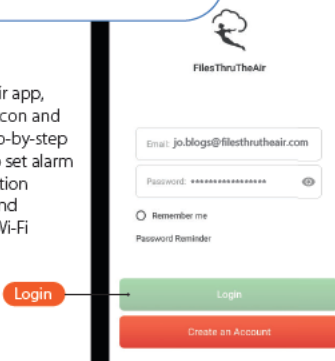 FilesThruTheAir
ir app,
con and
o-by-step
set alarm
tion
nd
Vi-Fi
Email: jo.blogs@filesthrutheair.com
Password: *****************
Remember me
Password Reminder
Login
Login
Create an Account